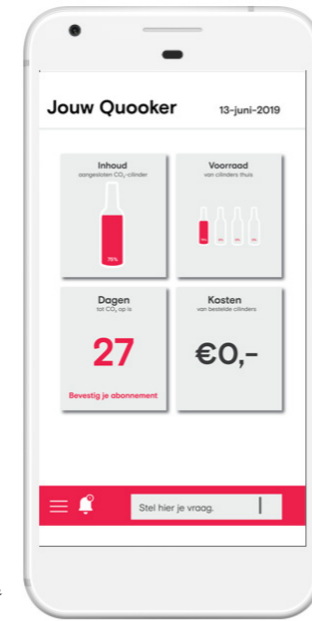 Jouw Quooker
13-juni-2019
Inhoud
aangesloten CO₂-cilinder
70%
Voorraad
van cilinders thuis
Dagen
tot CO₂ op is
27
Bevestig je abonnement
Kosten
van bestelde cilinders
€0,-
Stel hier je vraag.